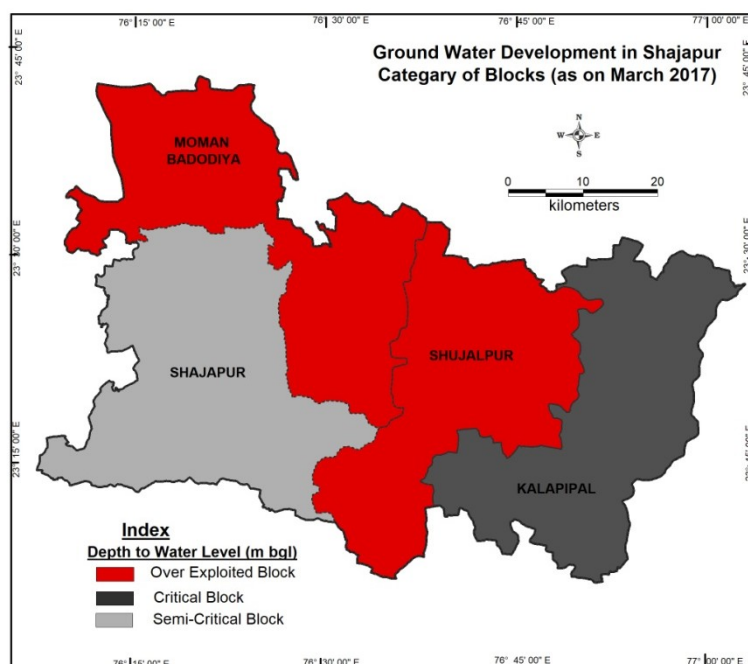 76° 15' 00" E
76° 30' 00" E
76° 45' 00" E
77° 00' 00" E
23° 45' 00" E
23° 45' 00" E
Ground Water Development in Shajapur
Categary of Blocks (as on March 2017)
N
W E
S
0 10 20
kilometers
MOMAN
BADODIYA
SHUJALPUR
SHAJAPUR
KALAPIPAL
23° 15' 00" E
Index
Depth to Water Level (m bgl)
Over Exploited Block
Critical Block
Semi-Critical Block
76° 15' 00" E
76° 30' 00" E
76° 45' 00" E
77° 00' 00" E